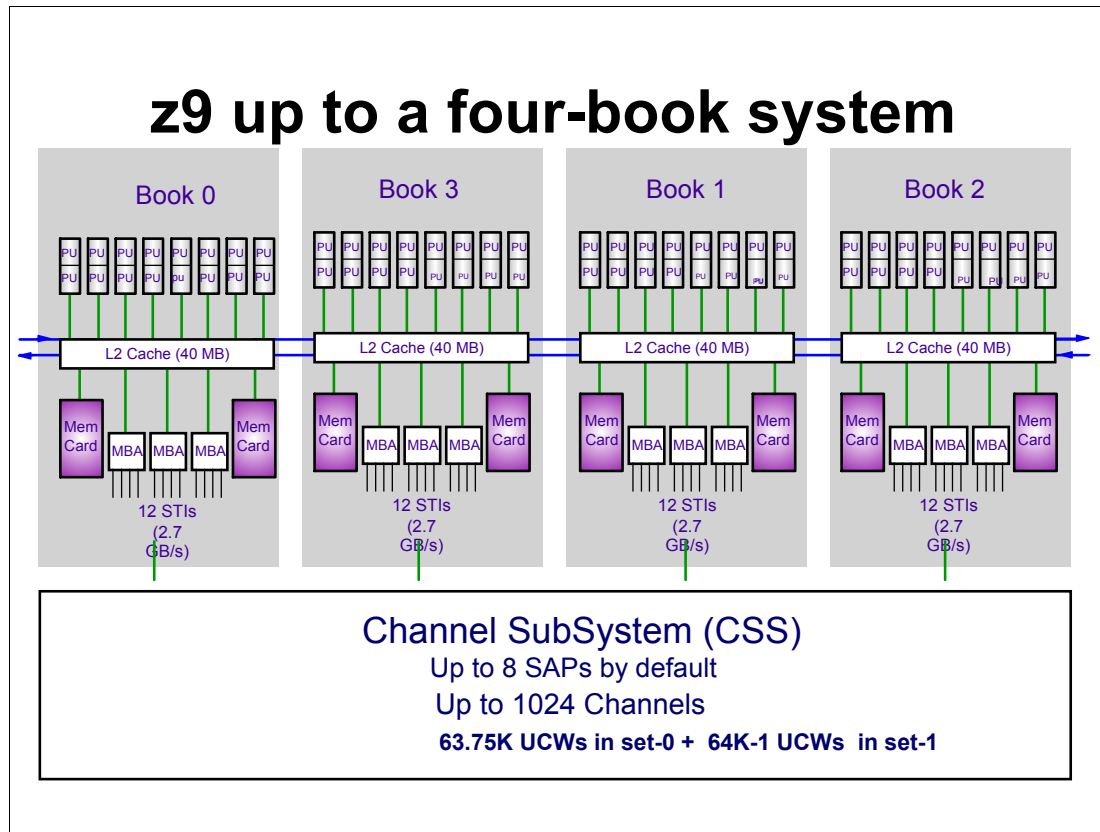 z9 up to a four-book system
Book 0
PU PU PU PU PU PU PU PU
PU PU PU PU pu PU PU PU
L2 Cache (40 MB)
Mem
Card
MBA MBA MBA
Mem
Card
12 STIs
(2.7
GB/s)
Book 3
PU PU PU PU PU PU PU PU
PU PU PU PU PU PU PU PU
L2 Cache (40 MB)
Mem
Card
MBA MBA MBA
Mem
Card
12 STIs
(2.7
GB/s)
Book 1
PU PU PU PU PU PU PU PU
PU PU PU PU PU PU PU PU
L2 Cache (40 MB)
Mem
Card
MBA MBA MBA
Mem
Card
12 STIs
(2.7
GB/s)
Book 2
PU PU PU PU PU PU PU PU
PU PU PU PU PU PU PU PU
L2 Cache (40 MB)
Mem
Card
MBA MBA MBA
Mem
Card
12 STIs
(2.7
GB/s)
Channel SubSystem (CSS)
Up to 8 SAPs by default
Up to 1024 Channels
63.75K UCWs in set-0 + 64K-1 UCWs in set-1